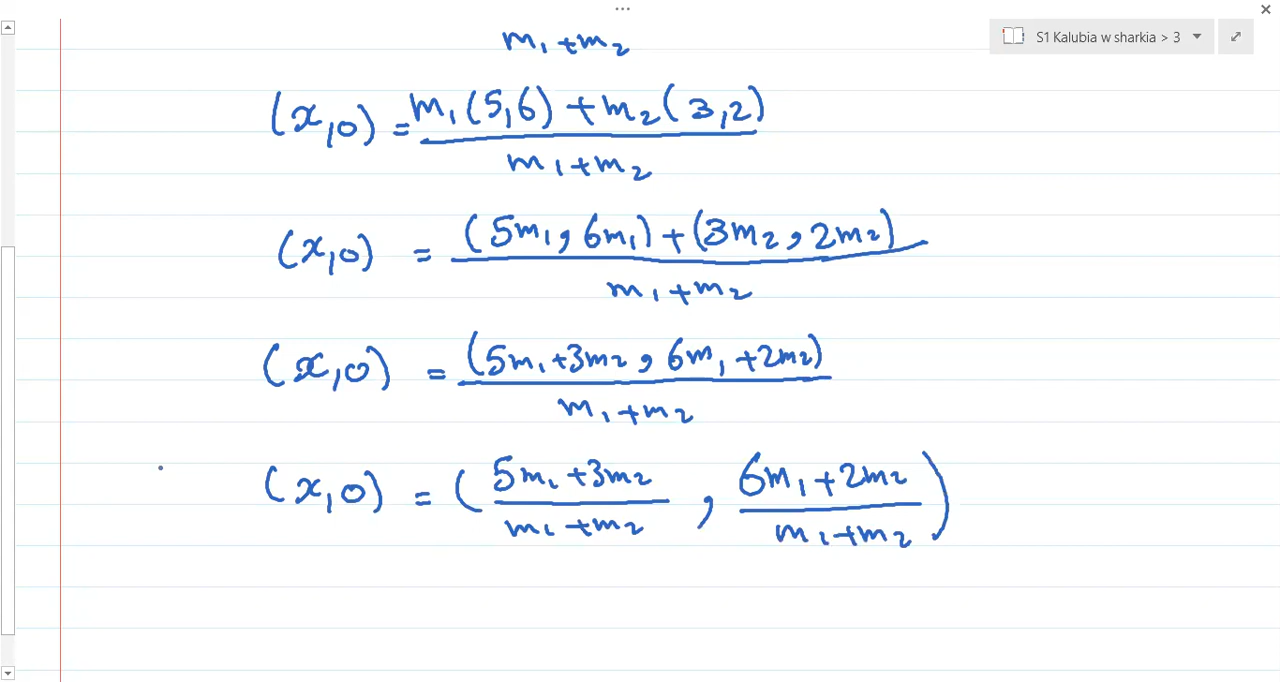 ...
S1 Kalubia w sharkia > 3
m₁+m₂
(x,0) = m₁(5,6)+m₂(3,2)
m₁+m₂
(x,0) = (5m₁,6m₁)+(3m₂,2m₂)
m₁+m₂
(x,0) = (5m₁+3m₂,6m₁+2m₂)
m₁+m₂
(x,0) = (5m₁+3m₂ , 6m₁+2m₂)
m₁+m₂ m₁+m₂